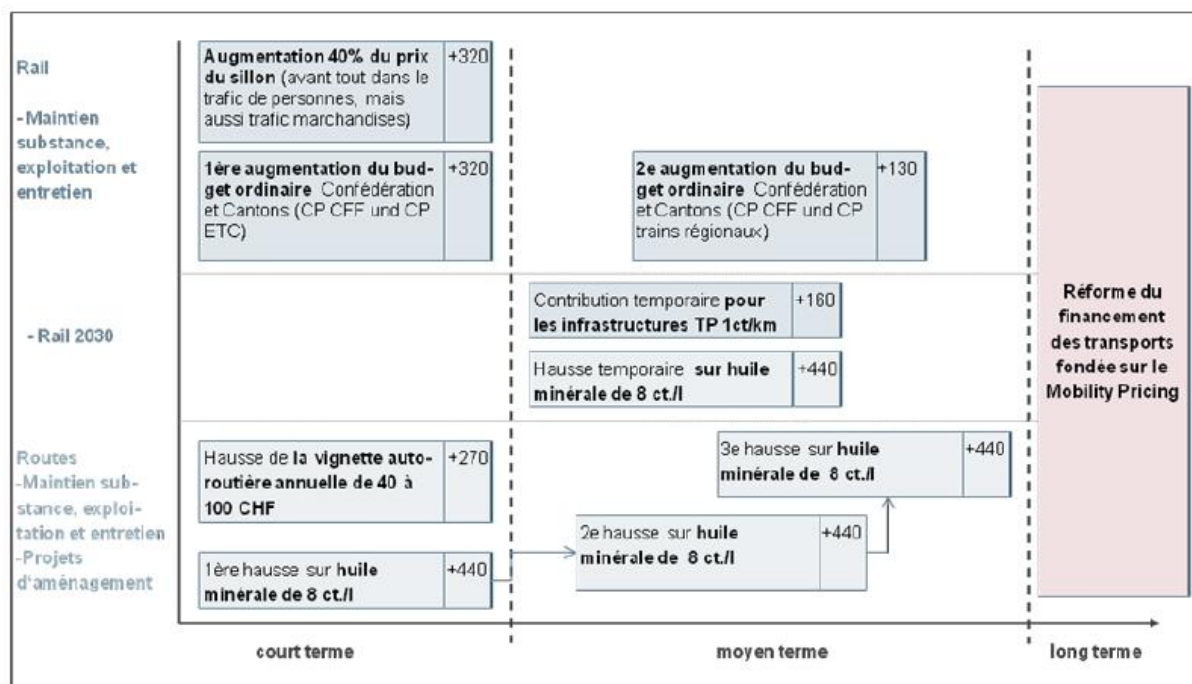 Rail
-Maintien
substance,
exploitation et
entretien
Augmentation 40% du prix
du sillon (avant tout dans le
trafic de personnes, mais
aussi trafic marchandises)
+320
1ère augmentation du bud-
get ordinaire Confédération
et Cantons (CP CFF und CP
ETC)
+320
2e augmentation du bud-
get ordinaire Confédération
et Cantons (CP CFF und CP
trains régionaux)
+130
- Rail 2030
Contribution temporaire pour
les infrastructures TP 1ct/km
+160
Hausse temporaire sur huile
minérale de 8 ct./l
+440
Routes
-Maintien sub-
stance, exploi-
tation et entretien
-Projets
d'aménagement
Hausse de la vignette auto-
routière annuelle de 40 à
100 CHF
+270
1ère hausse sur huile
minérale de 8 ct./l
+440
2e hausse sur huile
minérale de 8 ct./l
+440
3e hausse sur huile
minérale de 8 ct./l
+440
Réforme du
financement
des transports
fondée sur le
Mobility Pricing
court terme
moyen terme
long terme